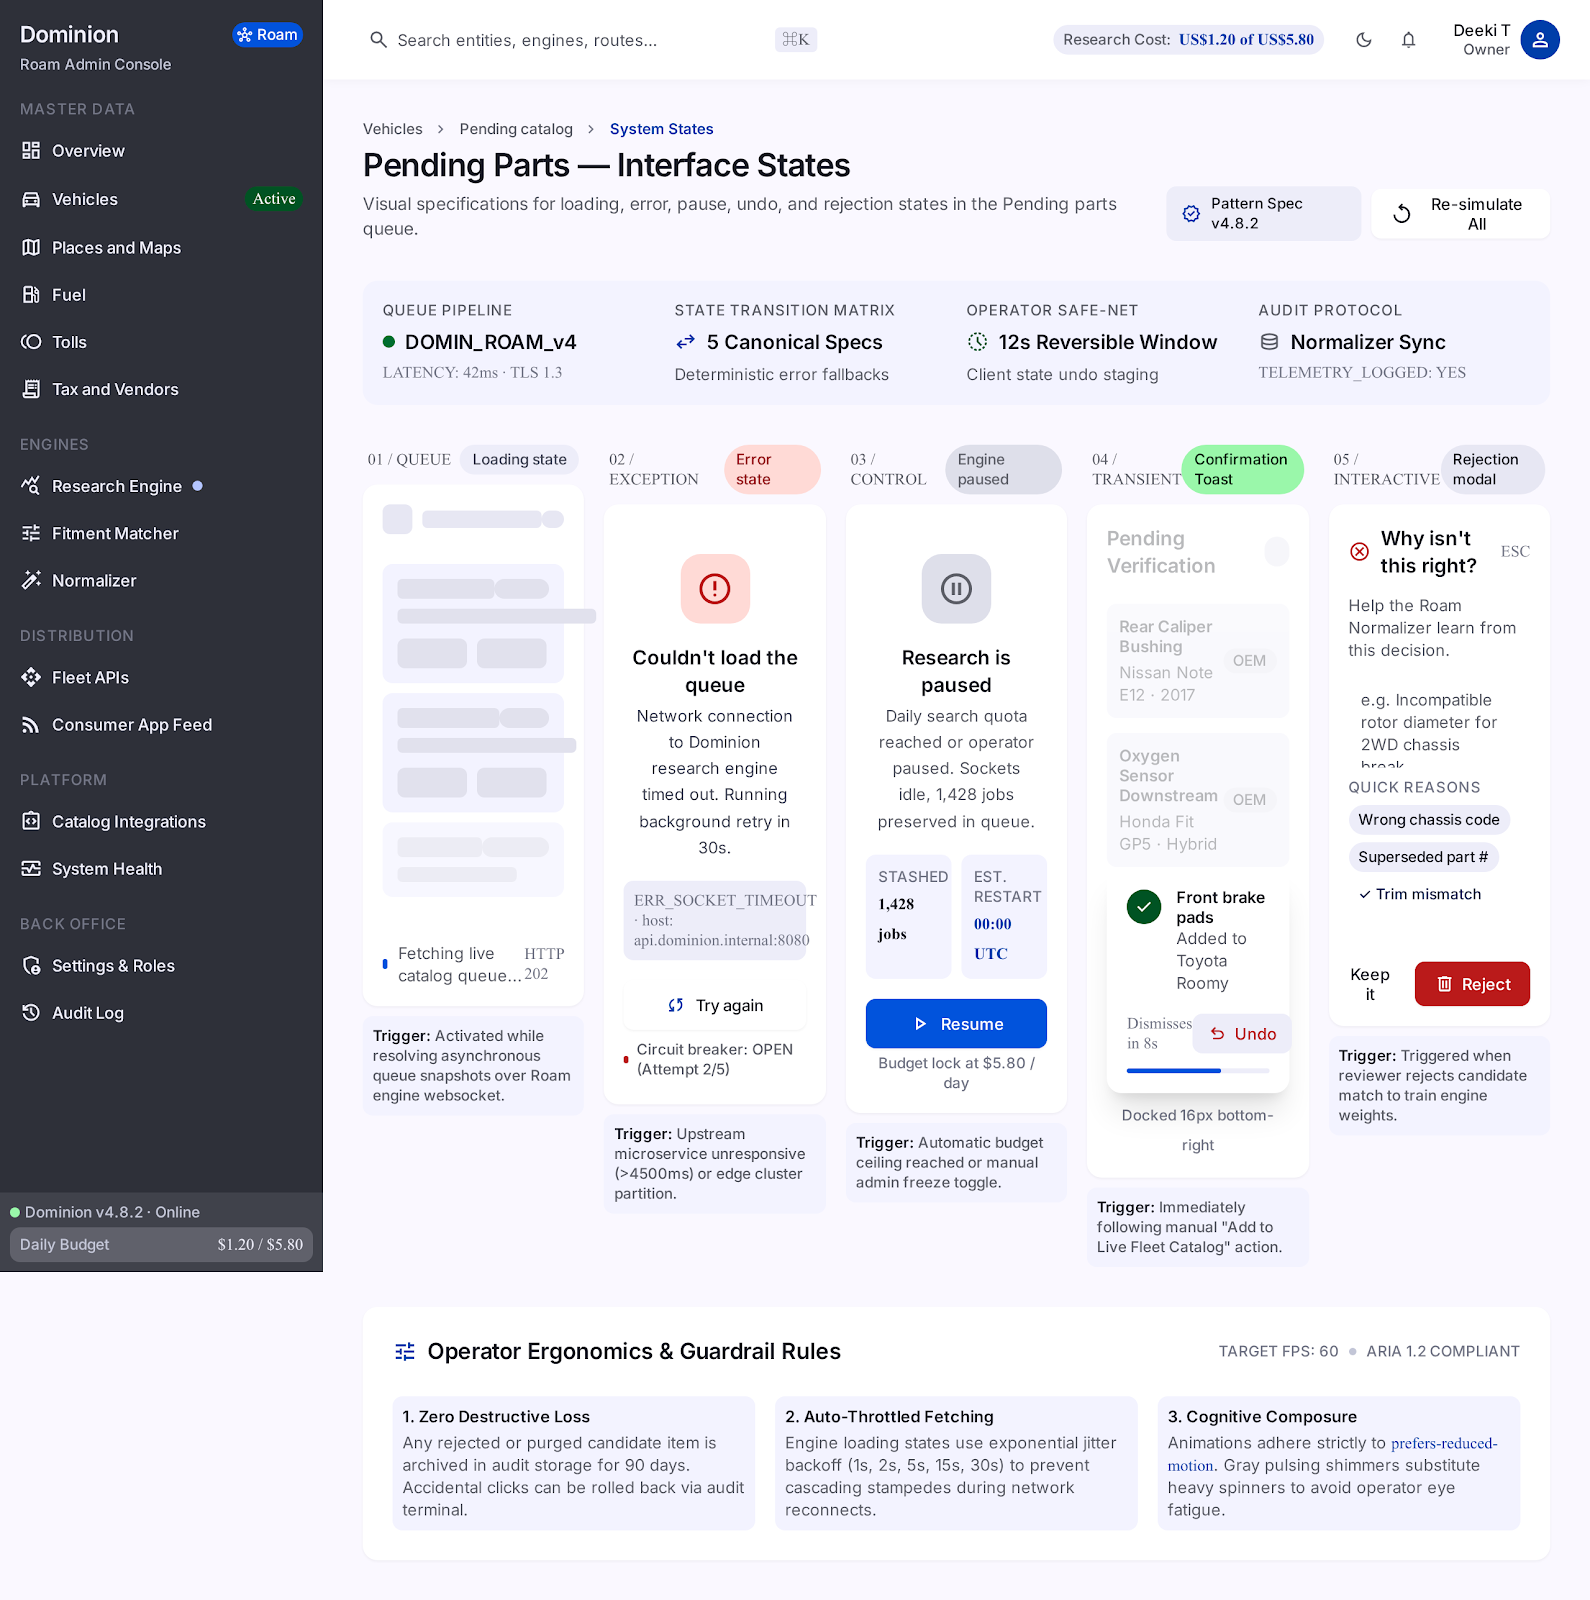 Dominion
Roam
Roam Admin Console
MASTER DATA
Overview
Vehicles
Active
Places and Maps
Fuel
Tolls
Tax and Vendors
ENGINES
Research Engine
Fitment Matcher
Normalizer
DISTRIBUTION
Fleet APIs
Consumer App Feed
PLATFORM
Catalog Integrations
System Health
BACK OFFICE
Settings & Roles
Audit Log
Dominion v4.8.2 · Online
Daily Budget
$1.20 / $5.80
Search entities, engines, routes...
⌘K
Research Cost: US$1.20 of US$5.80
Deeki T
Owner
Vehicles
Pending catalog
System States
Pending Parts — Interface States
Visual specifications for loading, error, pause, undo, and rejection states in the Pending parts
queue.
Pattern Spec
v4.8.2
Re-simulate
All
QUEUE PIPELINE
DOMIN_ROAM_v4
LATENCY: 42ms · TLS 1.3
STATE TRANSITION MATRIX
5 Canonical Specs
Deterministic error fallbacks
OPERATOR SAFE-NET
12s Reversible Window
Client state undo staging
AUDIT PROTOCOL
Normalizer Sync
TELEMETRY_LOGGED: YES
01 / QUEUE
Loading state
Fetching live
catalog queue...
HTTP
202
Trigger: Activated while
resolving asynchronous
queue snapshots over Roam
engine websocket.
02 /
EXCEPTION
Error
state
Couldn't load the
queue
Network connection
to Dominion
research engine
timed out. Running
background retry in
30s.
ERR_SOCKET_TIMEOUT
· host:
api.dominion.internal:8080
Try again
Circuit breaker: OPEN
(Attempt 2/5)
Trigger: Upstream
microservice unresponsive
(>4500ms) or edge cluster
partition.
03 /
CONTROL
Engine
paused
Research is
paused
Daily search quota
reached or operator
paused. Sockets
idle, 1,428 jobs
preserved in queue.
STASHED
1,428
jobs
EST.
RESTART
00:00
UTC
Resume
Budget lock at $5.80 /
day
Trigger: Automatic budget
ceiling reached or manual
admin freeze toggle.
04 /
TRANSIENT
Confirmation
Toast
Pending
Verification
Rear Caliper
Bushing
Nissan Note
E12 · 2017
OEM
Oxygen
Sensor
Downstream
Honda Fit
GP5 · Hybrid
OEM
Front brake
pads
Added to
Toyota
Roomy
Dismisses
in 8s
Undo
Docked 16px bottom-
right
Trigger: Immediately
following manual "Add to
Live Fleet Catalog" action.
05 /
INTERACTIVE
Rejection
modal
Why isn't
this right?
ESC
Help the Roam
Normalizer learn from
this decision.
e.g. Incompatible
rotor diameter for
2WD chassis
break
QUICK REASONS
Wrong chassis code
Superseded part #
✓ Trim mismatch
Keep
it
Reject
Trigger: Triggered when
reviewer rejects candidate
match to train engine
weights.
Operator Ergonomics & Guardrail Rules
TARGET FPS: 60
ARIA 1.2 COMPLIANT
1. Zero Destructive Loss
Any rejected or purged candidate item is
archived in audit storage for 90 days.
Accidental clicks can be rolled back via audit
terminal.
2. Auto-Throttled Fetching
Engine loading states use exponential jitter
backoff (1s, 2s, 5s, 15s, 30s) to prevent
cascading stampedes during network
reconnects.
3. Cognitive Composure
Animations adhere strictly to prefers-reduced-
motion. Gray pulsing shimmers substitute
heavy spinners to avoid operator eye
fatigue.